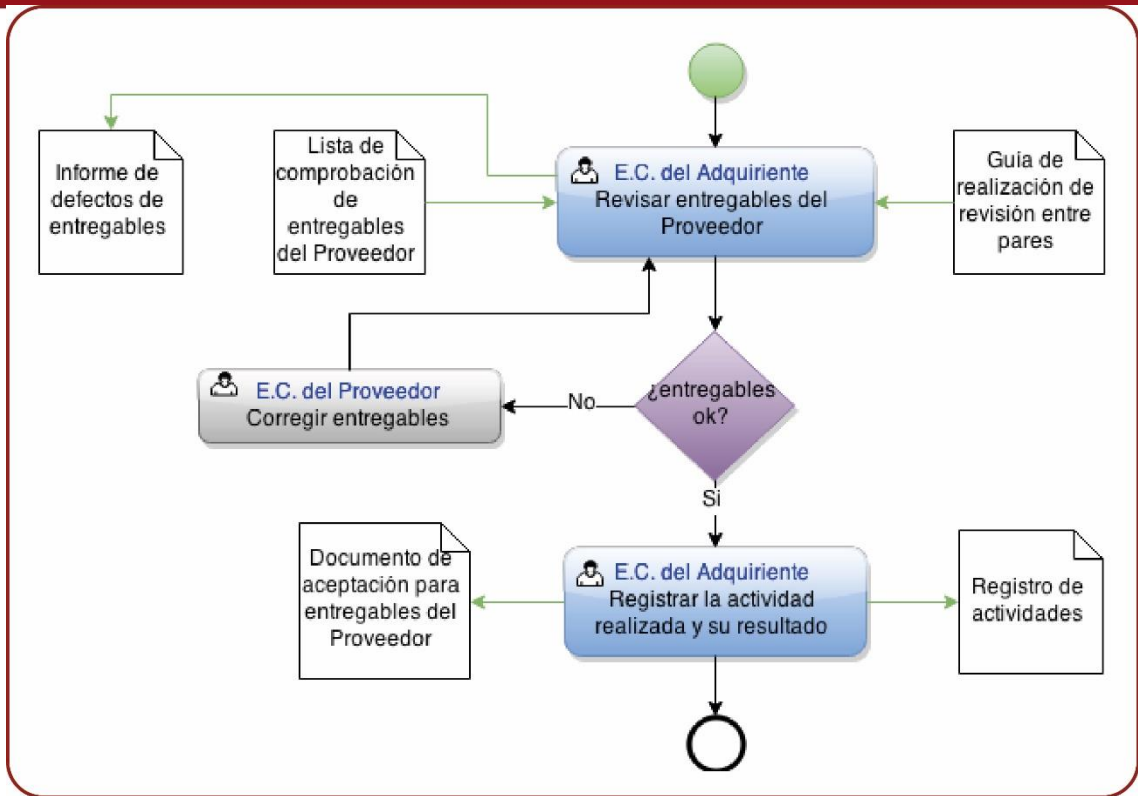 Informe de
defectos de
entregables
Lista de
comprobación
de
entregables
del Proveedor
E.C. del Adquiriente
Revisar entregables del
Proveedor
Guía de
realización de
revisión entre
pares
E.C. del Proveedor
Corregir entregables
No
¿entregables
ok?
Si
Documento de
aceptación para
entregables del
Proveedor
E.C. del Adquiriente
Registrar la actividad
realizada y su resultado
Registro de
actividades